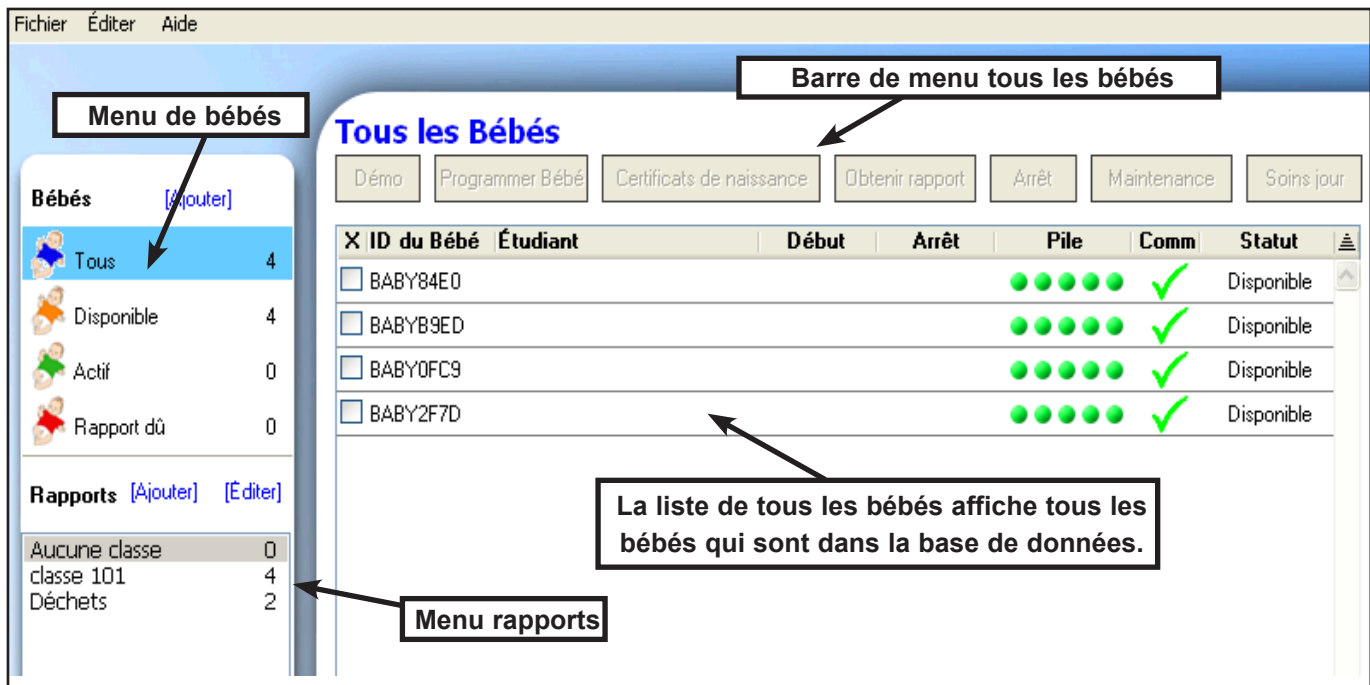 Fichier Éditer Aide
Barre de menu tous les bébés
Menu de bébés
Tous les Bébés
Démo Programmer Bébé Certificats de naissance Obtenir rapport Arrêt Maintenance Soins jour
Bébés [Ajouter]
X ID du Bébé Étudiant Début Arrêt Pile Comm Statut
Tous 4
BABY84E0 Disponible
Disponible 4
BABYB9ED Disponible
Actif 0
BABY0FC9 Disponible
Rapport dû 0
BABY2F7D Disponible
Rapports [Ajouter] [Éditer]
La liste de tous les bébés affiche tous les
bébés qui sont dans la base de données.
Aucune classe 0
classe 101 4
Déchets 2
Menu rapports